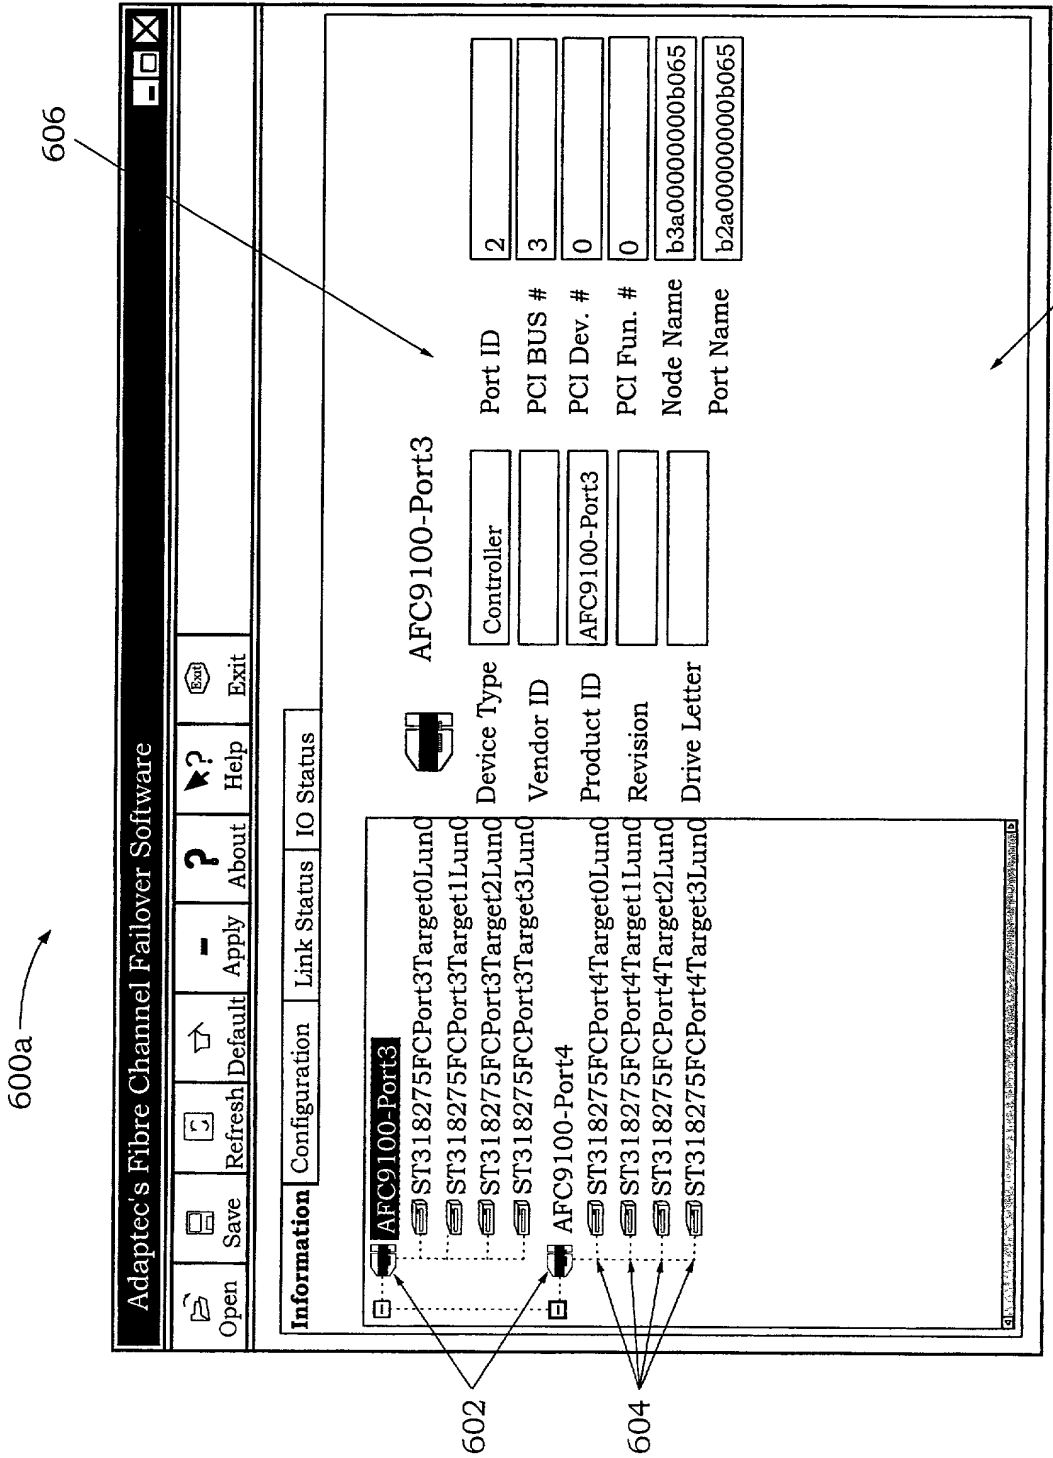 600a
606
Adaptec's Fibre Channel Failover Software
Open Save Refresh Default Apply About Help Exit Exit
Information Configuration Link Status IO Status
AFC9100-Port3
ST318275FCPort3Target0Lun0
ST318275FCPort3Target1Lun0
ST318275FCPort3Target2Lun0
ST318275FCPort3Target3Lun0
AFC9100-Port4
ST318275FCPort4Target0Lun0
ST318275FCPort4Target1Lun0
ST318275FCPort4Target2Lun0
ST318275FCPort4Target3Lun0
AFC9100-Port3
Device Type Controller
Vendor ID
Product ID AFC9100-Port3
Revision
Drive Letter
Port ID 2
PCI BUS # 3
PCI Dev. # 0
PCI Fun. # 0
Node Name b3a00000000b065
Port Name b2a00000000b065
602
604